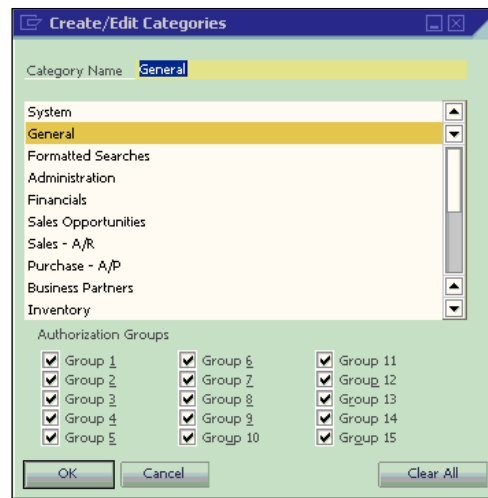 Create/Edit Categories
Category Name General
System
General
Formatted Searches
Administration
Financials
Sales Opportunities
Sales - A/R
Purchase - A/P
Business Partners
Inventory
Authorization Groups
Group 1 Group 6 Group 11
Group 2 Group 7 Group 12
Group 3 Group 8 Group 13
Group 4 Group 9 Group 14
Group 5 Group 10 Group 15
OK Cancel Clear All